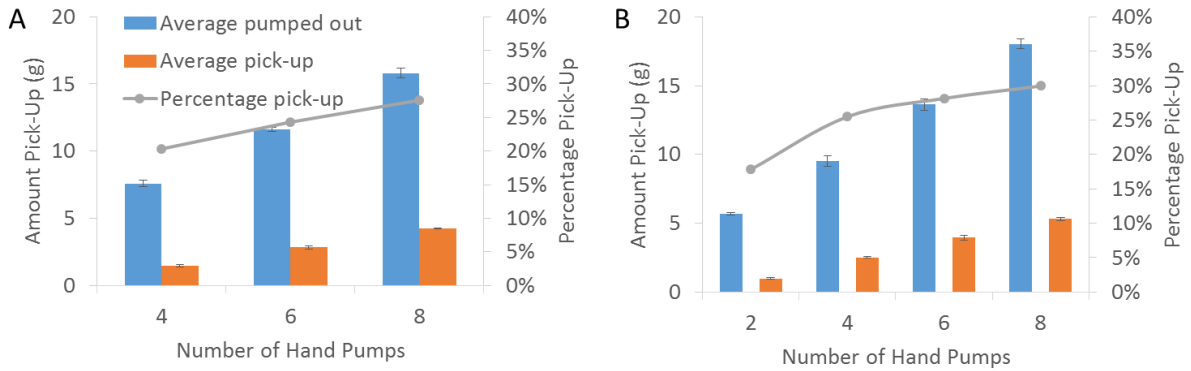 A
Average pumped out
Average pick-up
Percentage pick-up
Amount Pick-Up (g)
20
15
10
5
0
40%
35%
30%
25%
20%
15%
10%
5%
0%
Percentage Pick-Up
4 6 8
Number of Hand Pumps
B
Amount Pick-Up (g)
20
15
10
5
0
40%
35%
30%
25%
20%
15%
10%
5%
0%
Percentage Pick-Up
2 4 6 8
Number of Hand Pumps